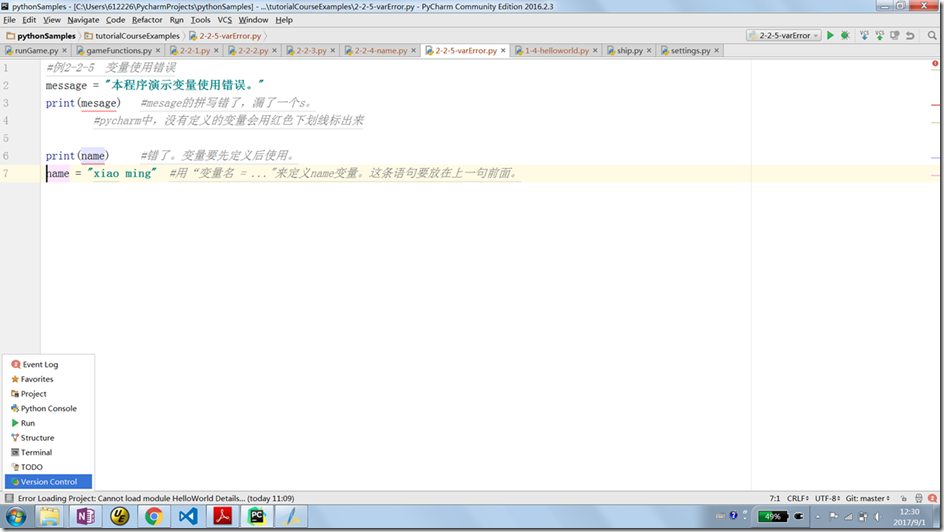 pythonSamples - [C:\Users\612226\PycharmProjects\pythonSamples] - ...\tutorialCourseExamples\2-2-5-varError.py - PyCharm Community Edition 2016.2.3
File Edit View Navigate Code Refactor Run Tools VCS Window Help
pythonSamples tutorialCourseExamples 2-2-5-varError.py 2-2-5-varError VCS VCS
runGame.py gameFunctions.py 2-2-1.py 2-2-2.py 2-2-3.py 2-2-4-name.py 2-2-5-varError.py 1-4-helloworld.py ship.py settings.py
1 #例2-2-5 变量使用错误
2 message = "本程序演示变量使用错误。"
3 print(mesage) #mesage的拼写错了，漏了一个s。
4 #pycharm中，没有定义的变量会用红色下划线标出来
5
6 print(name) #错了。变量要先定义后使用。
7 name = "xiao ming" #用“变量名 = ..."来定义name变量。这条语句要放在上一句前面。
Event Log
Favorites
Project
Python Console
Run
Structure
Terminal
TODO
Version Control
Error Loading Project: Cannot load module HelloWorld Details... (today 11:09) 7:1 CRLF UTF-8 Git: master
49% 12:30
2017/9/1